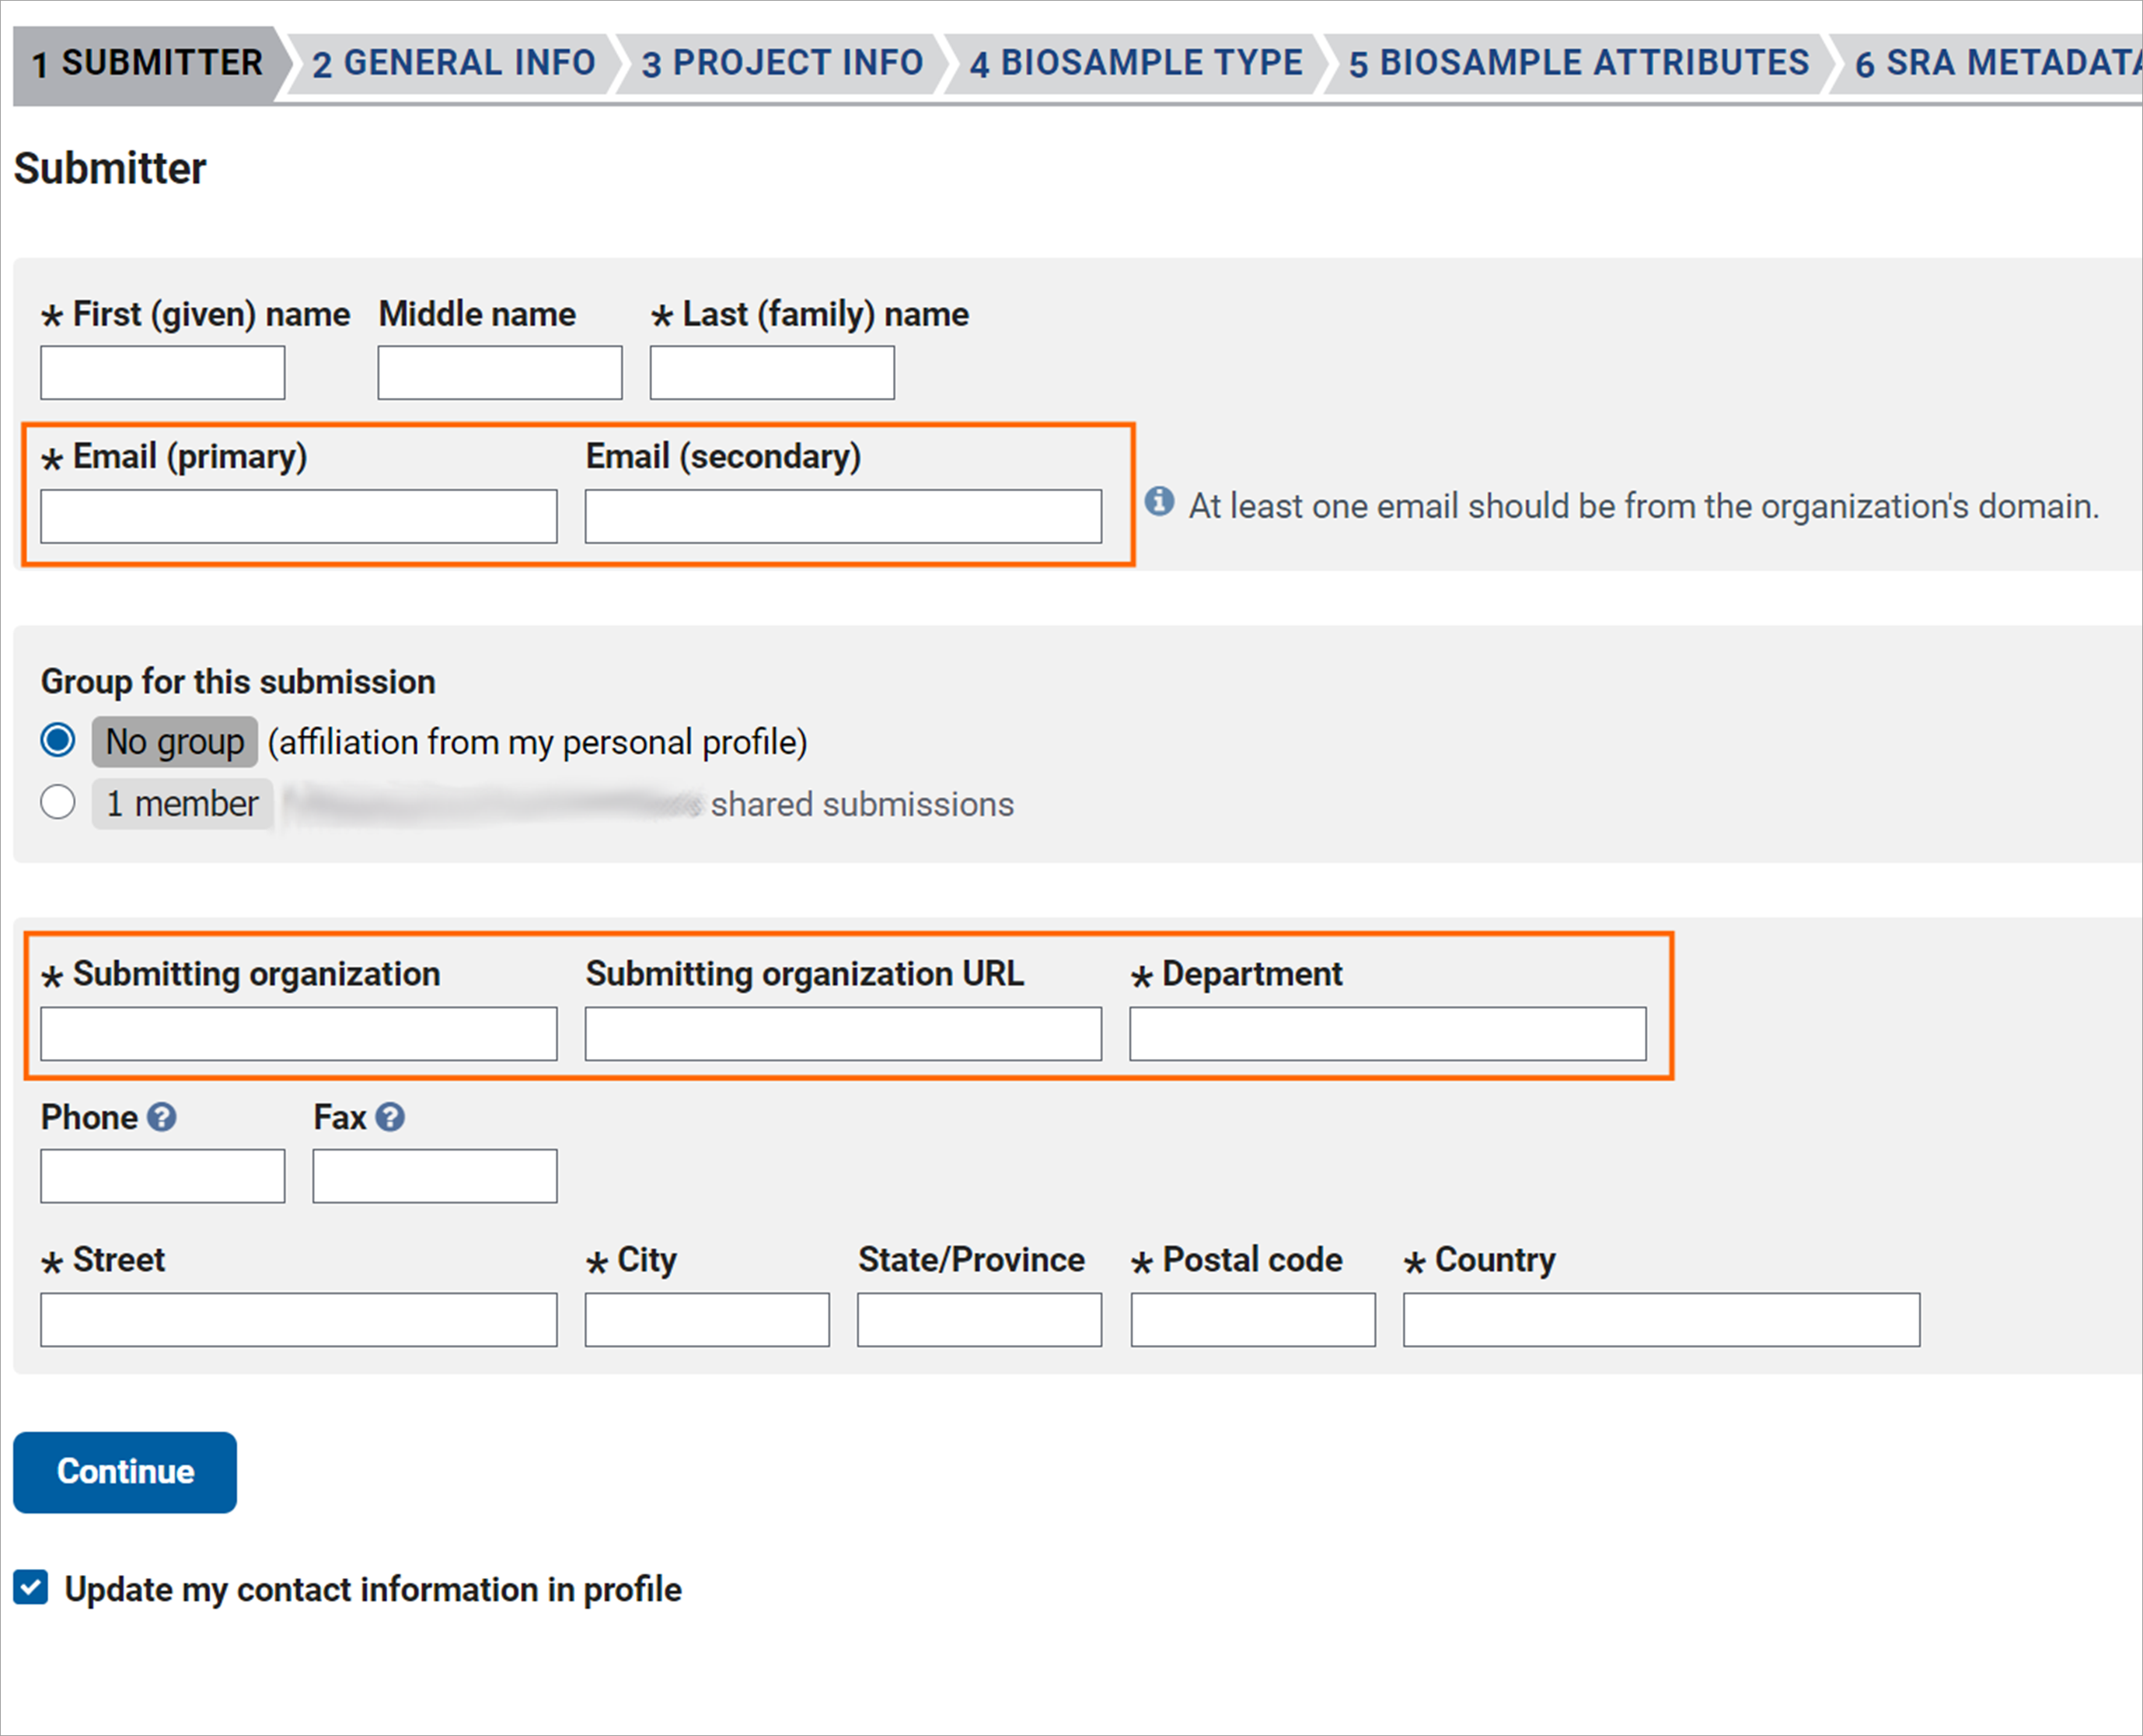 1 SUBMITTER 2 GENERAL INFO 3 PROJECT INFO 4 BIOSAMPLE TYPE 5 BIOSAMPLE ATTRIBUTES 6 SRA METADATA
Submitter
* First (given) name Middle name * Last (family) name
* Email (primary) Email (secondary)
At least one email should be from the organization's domain.
Group for this submission
No group (affiliation from my personal profile)
1 member shared submissions
* Submitting organization Submitting organization URL * Department
Phone ? Fax ?
* Street * City State/Province * Postal code * Country
Continue
Update my contact information in profile